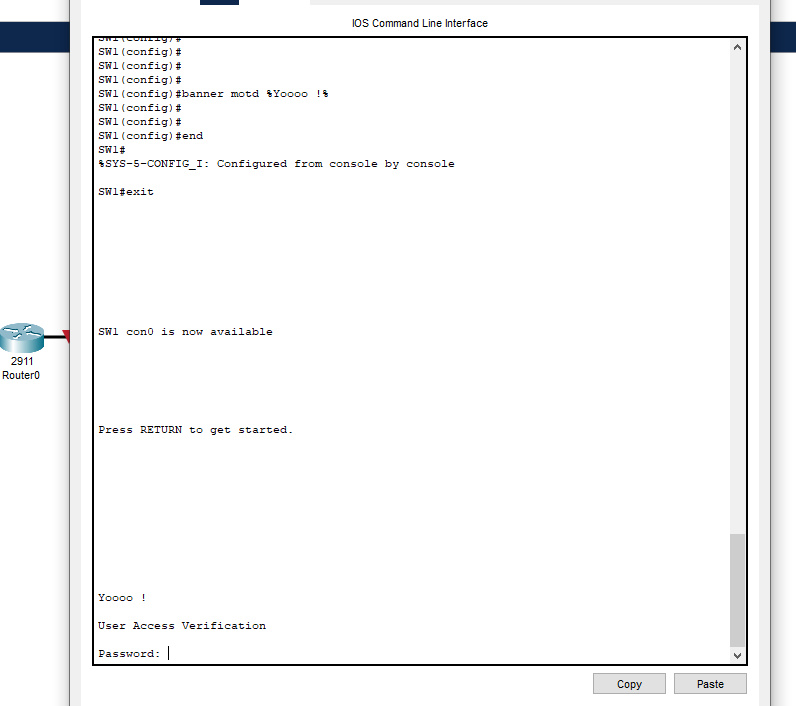 IOS Command Line Interface
SW1(config)#
SW1(config)#
SW1(config)#
SW1(config)#
SW1(config)#banner motd %Yoooo !%
SW1(config)#
SW1(config)#
SW1(config)#end
SW1#
%SYS-5-CONFIG_I: Configured from console by console
SW1#exit
SW1 con0 is now available
Press RETURN to get started.
Yoooo !
User Access Verification
Password:
2911
Router0
Copy
Paste